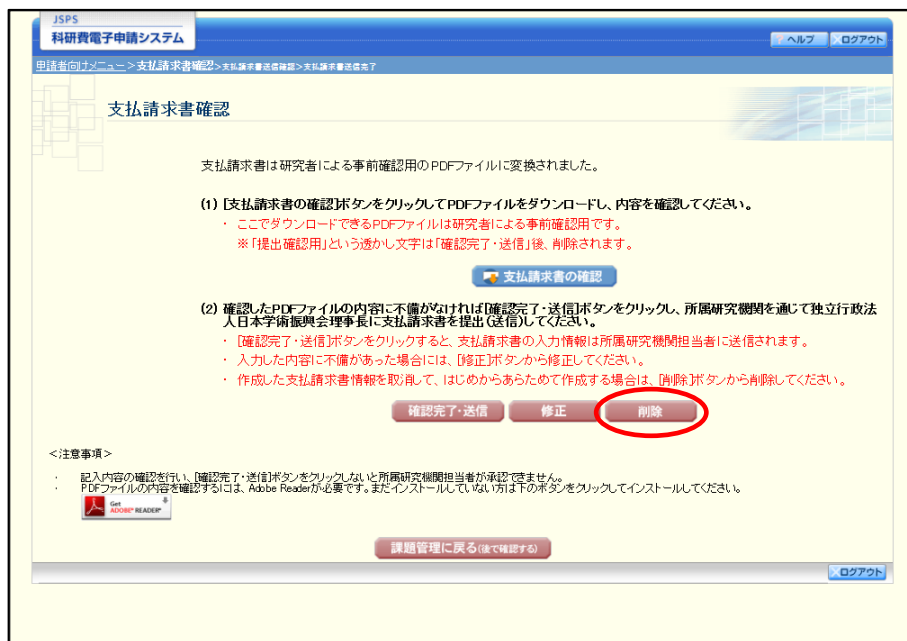 JSPS
科研費電子申請システム
ヘルプ
ログアウト
申請者向けメニュー>支払請求書確認>支払請求書送信確認>支払請求書送信完了
支払請求書確認
支払請求書は研究者による事前確認用のPDFファイルに変換されました。
(1) [支払請求書の確認]ボタンをクリックしてPDFファイルをダウンロードし、内容を確認してください。
・ ここでダウンロードできるPDFファイルは研究者による事前確認用です。
※「提出確認用」という透かし文字は「確認完了・送信」後、削除されます。
支払請求書の確認
(2) 確認したPDFファイルの内容に不備がなければ[確認完了・送信]ボタンをクリックし、所属研究機関を通じて独立行政法
人日本学術振興会理事長に支払請求書を提出(送信)してください。
・ [確認完了・送信]ボタンをクリックすると、支払請求書の入力情報は所属研究機関担当者に送信されます。
・ 入力した内容に不備があった場合には、[修正]ボタンから修正してください。
・ 作成した支払請求書情報を取消して、はじめからあらためて作成する場合は、[削除]ボタンから削除してください。
確認完了・送信
修正
削除
<注意事項>
・ 記入内容の確認を行い、[確認完了・送信]ボタンをクリックしないと所属研究機関担当者が承認できません。
・ PDFファイルの内容を確認するには、Adobe Readerが必要です。まだインストールしていない方は下のボタンをクリックしてインストールしてください。
Get
ADOBE® READER®
課題管理に戻る(後で確認する)
ログアウト